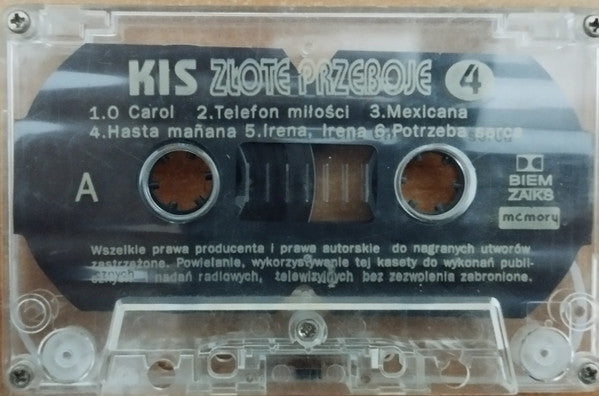 KIS ZŁOTE PRZEBOJE 4
1.O Carol 2.Telefon miłości 3.Mexicana
4.Hasta mañana 5.Irena, Irena 6.Potrzeba serca
A
BIEM
ZAIKS
memory
Wszelkie prawa producenta i prawa autorskie do nagranych utworów
zastrzeżone. Powielanie, wykorzystywanie tej kasety do wykonań publi-
cznych nadań radiowych, telewizyjnych bez zezwolenia zabronione.